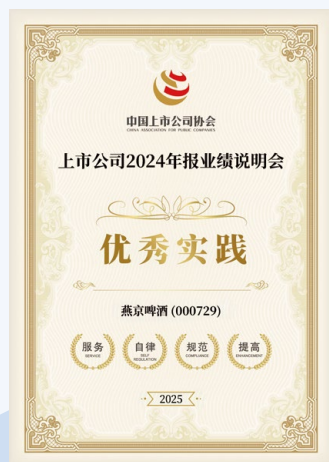 中国上市公司协会
CHINA ASSOCIATION FOR PUBLIC COMPANIES
上市公司2024年报业绩说明会
优秀实践
燕京啤酒 (000729)
服务 自律 规范 提高
SERVICE SELF REGULATION COMPLIANCE ENHANCEMENT
2025